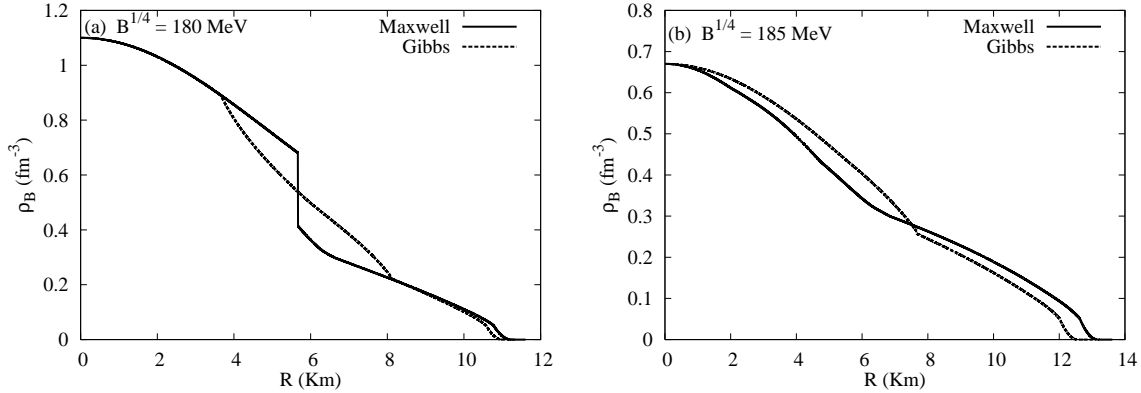 (a) B^{1/4} = 180 MeV
Maxwell
Gibbs
ρ_B (fm^{-3})
1.2
1
0.8
0.6
0.4
0.2
0
0 2 4 6 8 10 12
R (Km)
(b) B^{1/4} = 185 MeV
Maxwell
Gibbs
ρ_B (fm^{-3})
0.8
0.7
0.6
0.5
0.4
0.3
0.2
0.1
0
0 2 4 6 8 10 12 14
R (Km)